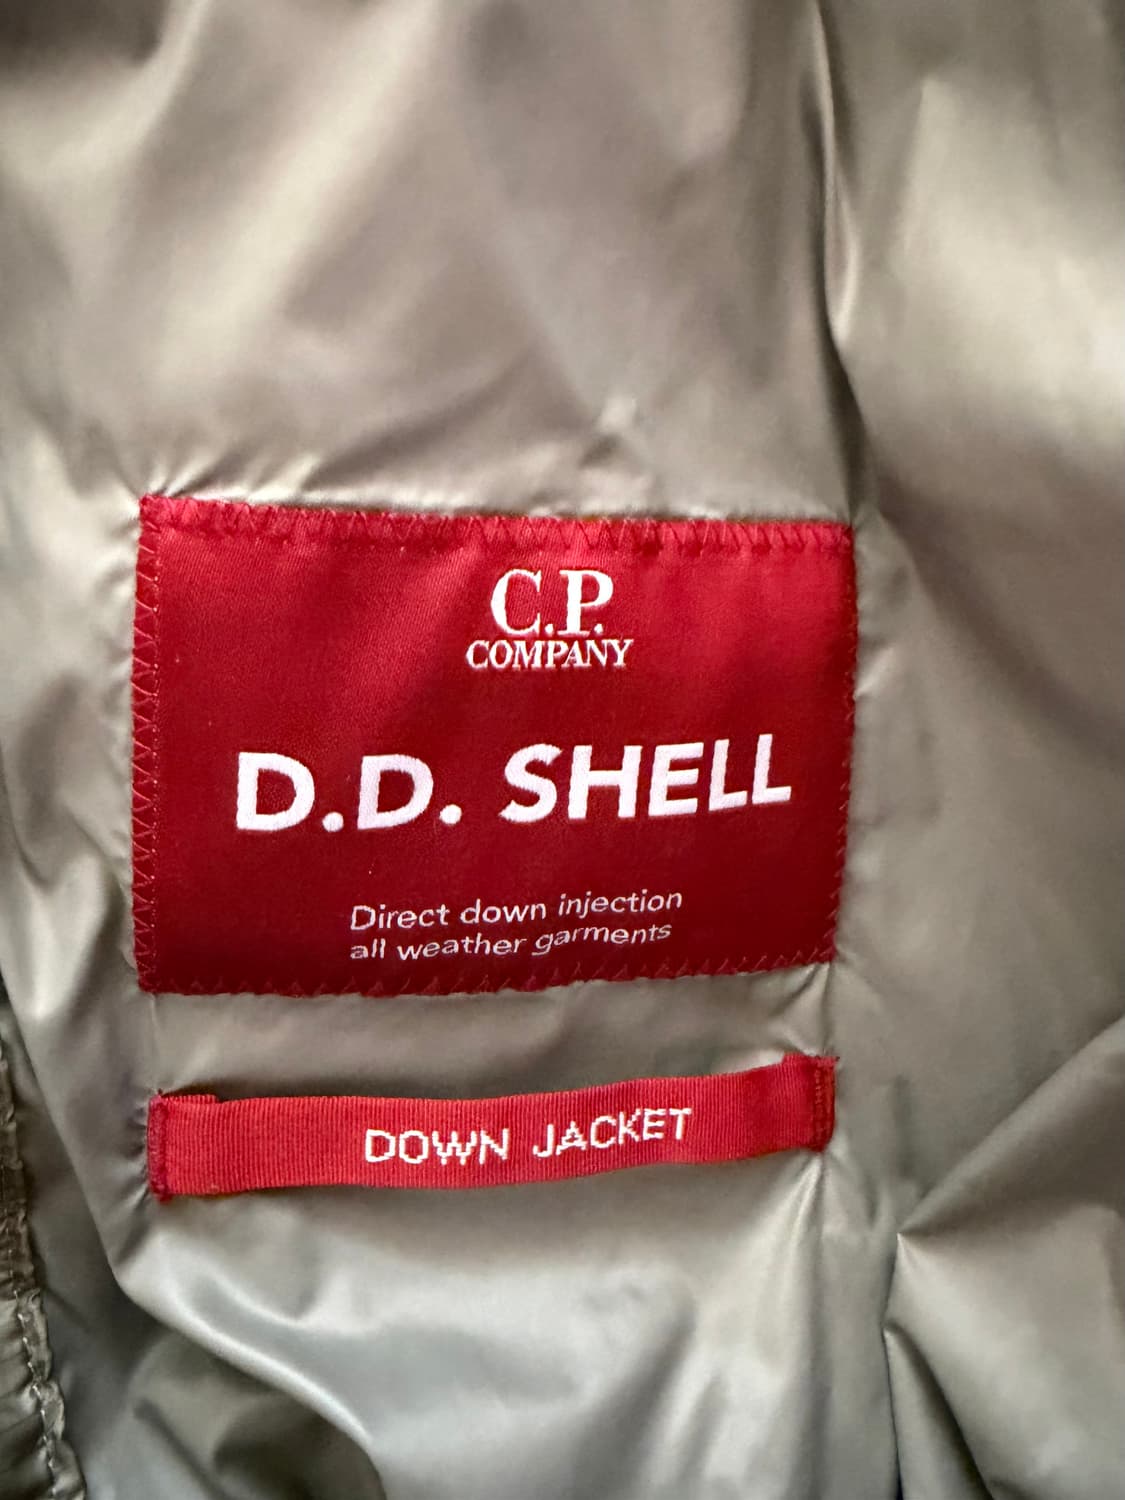 C.P.
COMPANY
D.D. SHELL
Direct down injection
all weather garments
DOWN JACKET